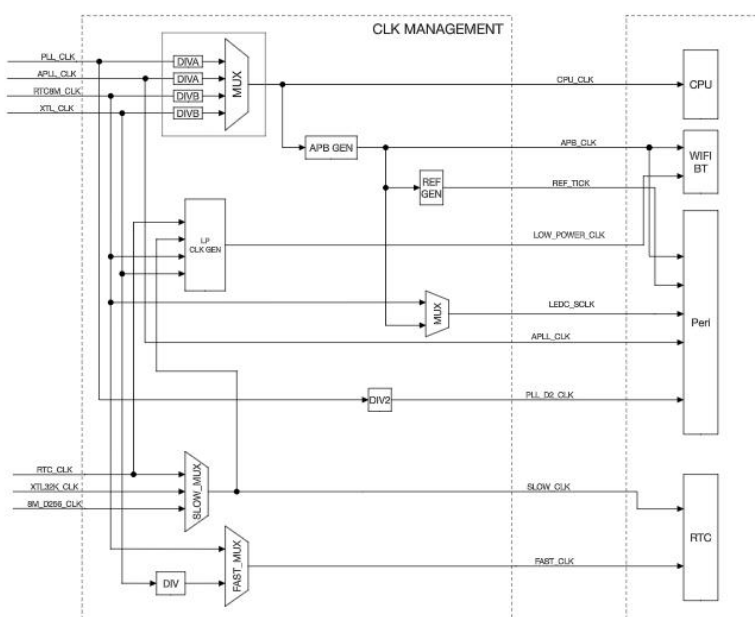 CLK MANAGEMENT
PLL_CLK
APLL_CLK
RTC8M_CLK
XTL_CLK
DIVA
DIVA
DIVB
DIVB
MUX
CPU_CLK
CPU
APB GEN
APB_CLK
WIFI
BT
REF
GEN
REF_TICK
LP
CLK GEN
LOW_POWER_CLK
MUX
LEDC_SCLK
APLL_CLK
Peri
DIV2
PLL_D2_CLK
RTC_CLK
XTL32K_CLK
8M_D256_CLK
SLOW_MUX
SLOW_CLK
RTC
FAST_MUX
FAST_CLK
DIV